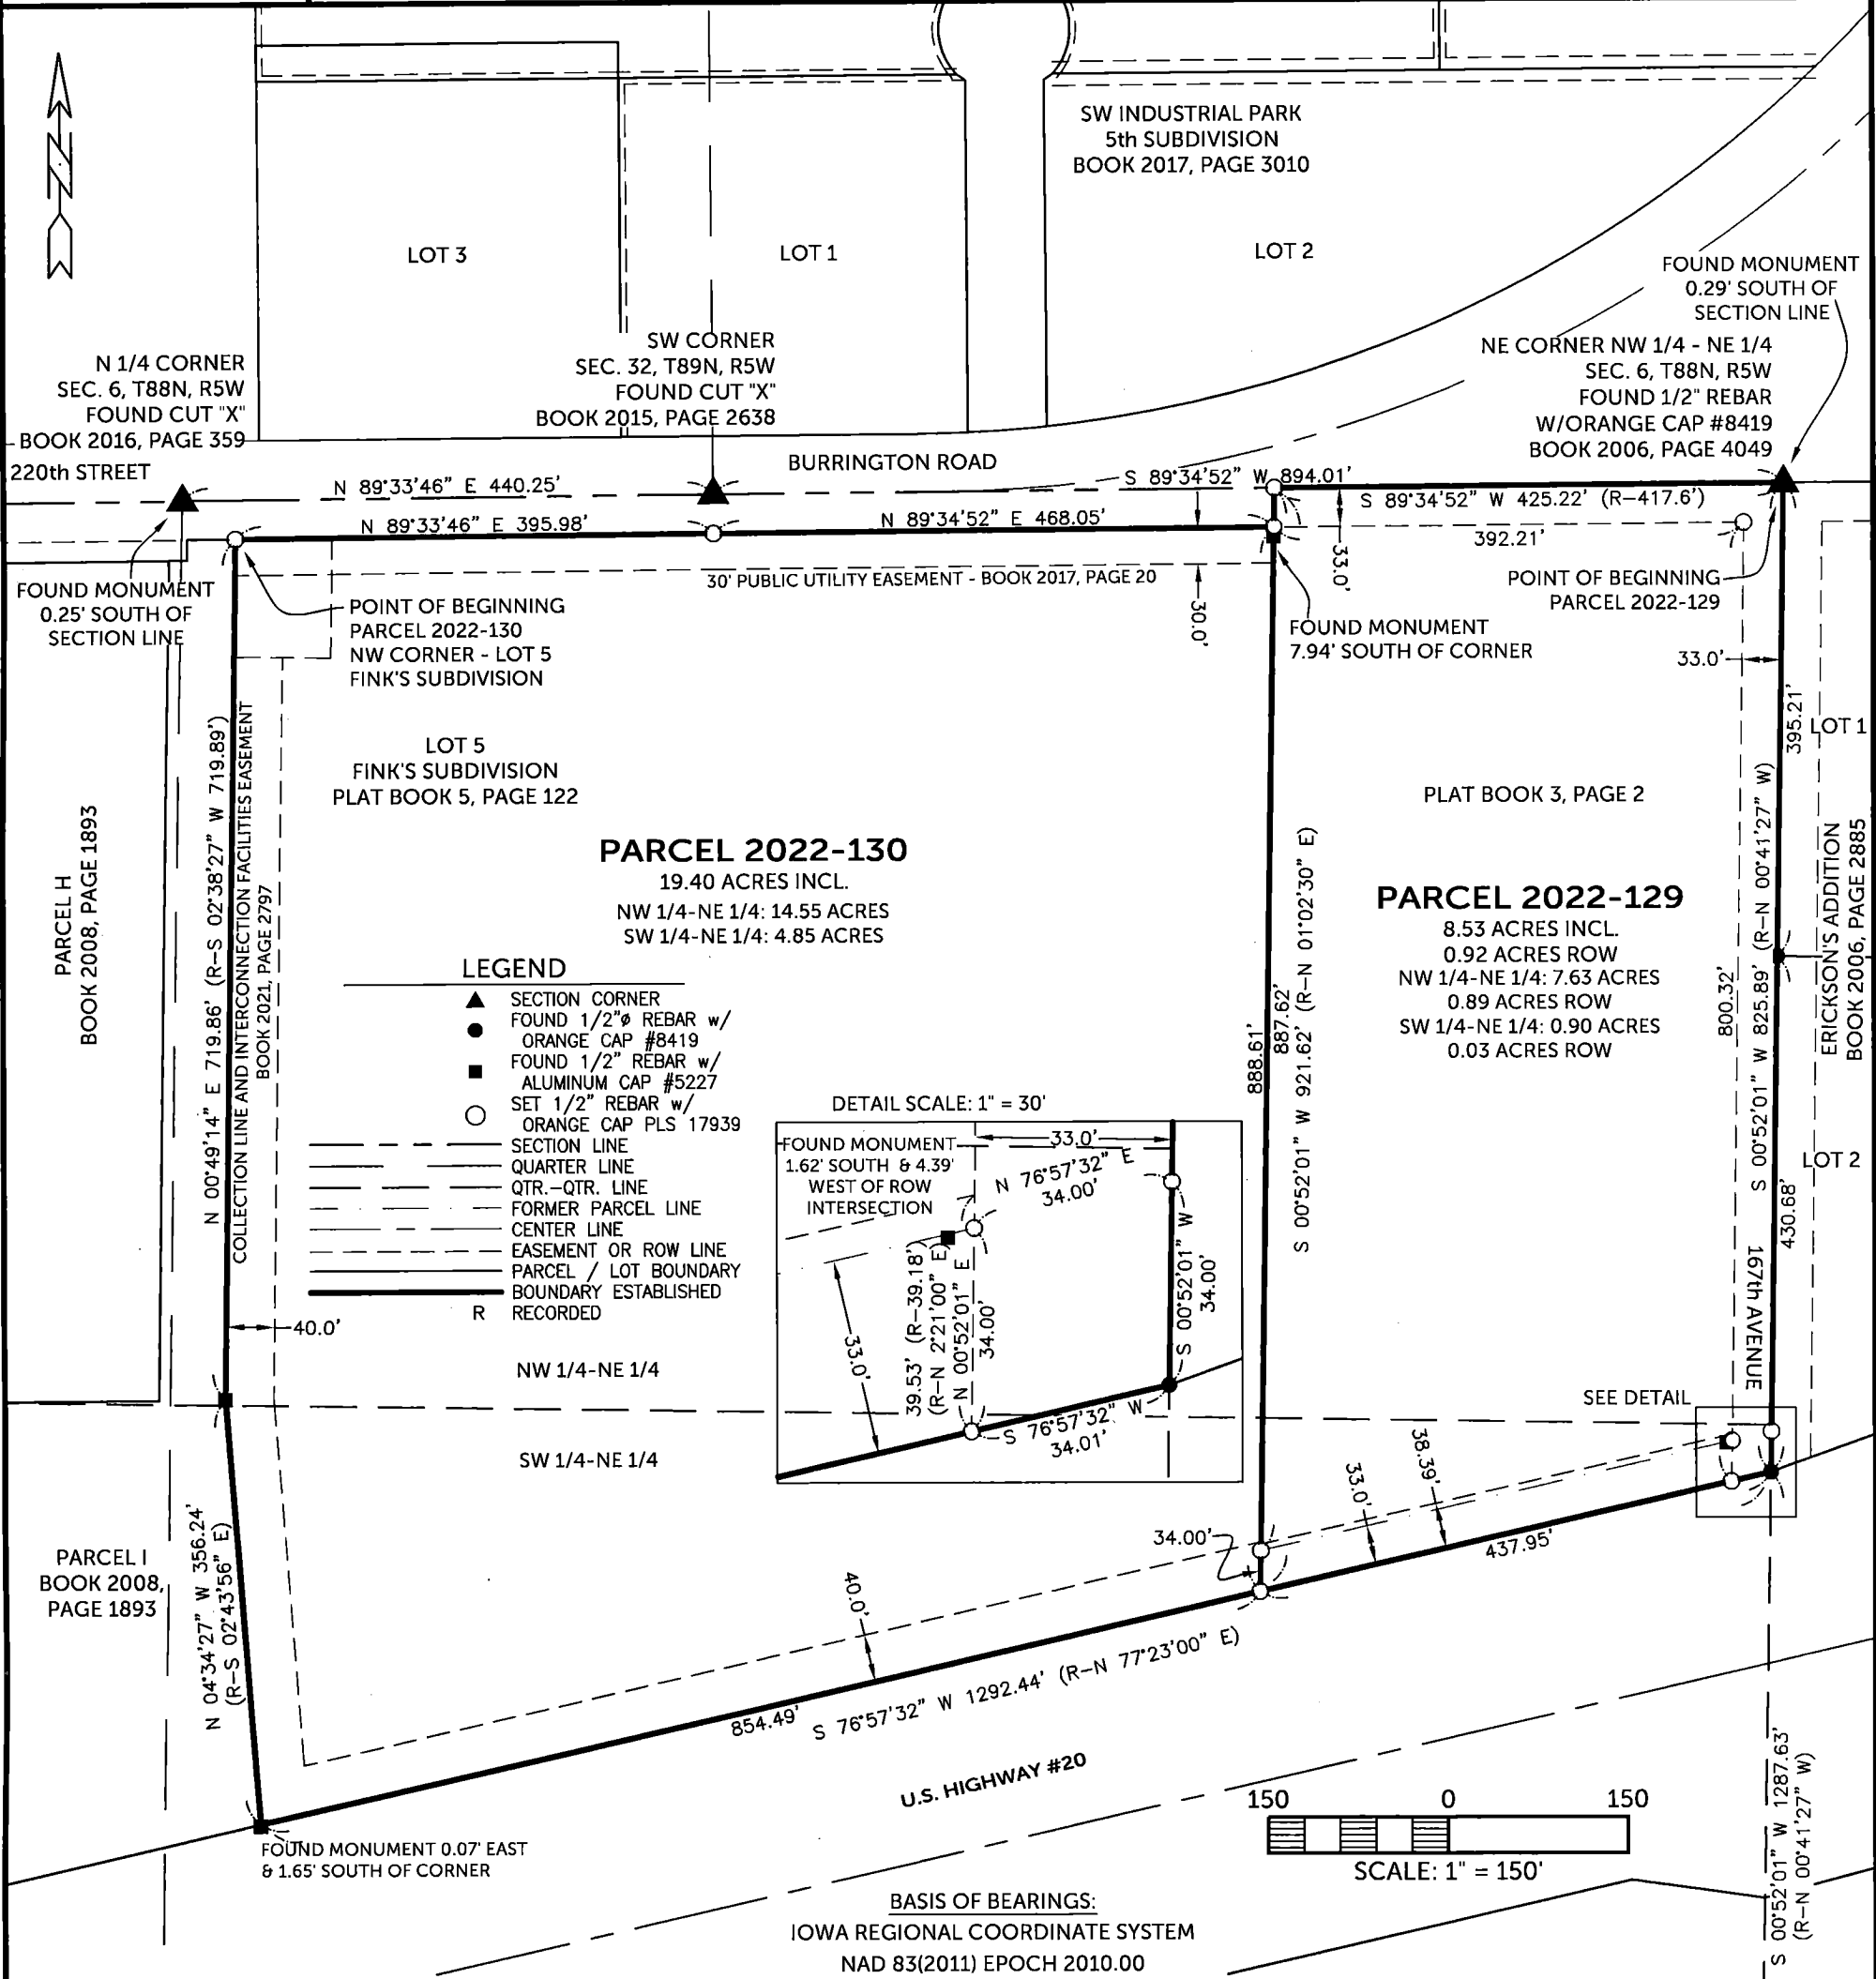 SW INDUSTRIAL PARK
5th SUBDIVISION
BOOK 2017, PAGE 3010
LOT 3
LOT 1
LOT 2
FOUND MONUMENT
0.29' SOUTH OF
SECTION LINE
N 1/4 CORNER
SEC. 6, T88N, R5W
FOUND CUT "X"
BOOK 2016, PAGE 359
220th STREET
SW CORNER
SEC. 32, T89N, R5W
FOUND CUT "X"
BOOK 2015, PAGE 2638
NE CORNER NW 1/4 - NE 1/4
SEC. 6, T88N, R5W
FOUND 1/2" REBAR
W/ORANGE CAP #8419
BOOK 2006, PAGE 4049
BURRINGTON ROAD
N 89°33'46" E 440.25'
S 89°34'52" W 894.01'
S 89°34'52" W 425.22' (R-417.6')
N 89°33'46" E 395.98'
N 89°34'52" E 468.05'
392.21'
33.0'
30' PUBLIC UTILITY EASEMENT - BOOK 2017, PAGE 20
30.0'
FOUND MONUMENT
0.25' SOUTH OF
SECTION LINE
POINT OF BEGINNING
PARCEL 2022-130
NW CORNER - LOT 5
FINK'S SUBDIVISION
POINT OF BEGINNING
PARCEL 2022-129
FOUND MONUMENT
7.94' SOUTH OF CORNER
33.0'
395.21'
LOT 1
LOT 5
FINK'S SUBDIVISION
PLAT BOOK 5, PAGE 122
PLAT BOOK 3, PAGE 2
PARCEL H
BOOK 2008, PAGE 1893
N 00°49'14" E 719.86' (R-S 02°38'27" W 719.89')
COLLECTION LINE AND INTERCONNECTION FACILITIES EASEMENT
BOOK 2021, PAGE 2797
PARCEL 2022-130
19.40 ACRES INCL.
NW 1/4-NE 1/4: 14.55 ACRES
SW 1/4-NE 1/4: 4.85 ACRES
PARCEL 2022-129
8.53 ACRES INCL.
0.92 ACRES ROW
NW 1/4-NE 1/4: 7.63 ACRES
0.89 ACRES ROW
SW 1/4-NE 1/4: 0.90 ACRES
0.03 ACRES ROW
888.61'
887.62'
S 00°52'01" W 921.62' (R-N 01°02'30" E)
800.32'
S 00°52'01" W 825.89' (R-N 00°41'27" W)
ERICKSON'S ADDITION
BOOK 2006, PAGE 2885
LOT 2
430.68'
167th AVENUE
LEGEND
SECTION CORNER
FOUND 1/2"ø REBAR w/
ORANGE CAP #8419
FOUND 1/2" REBAR w/
ALUMINUM CAP #5227
SET 1/2" REBAR w/
ORANGE CAP PLS 17939
SECTION LINE
QUARTER LINE
QTR.-QTR. LINE
FORMER PARCEL LINE
CENTER LINE
EASEMENT OR ROW LINE
PARCEL / LOT BOUNDARY
BOUNDARY ESTABLISHED
R RECORDED
DETAIL SCALE: 1" = 30'
FOUND MONUMENT
1.62' SOUTH & 4.39'
WEST OF ROW
INTERSECTION
33.0'
N 76°57'32" E
34.00'
S 00°52'01" W
34.00'
39.53' (R-39.18')
(R-N 2°21'00" E)
N 00°52'01" E
34.00'
33.0'
S 76°57'32" W
34.01'
40.0'
NW 1/4-NE 1/4
SW 1/4-NE 1/4
SEE DETAIL
38.39'
33.0'
34.00'
437.95'
40.0'
PARCEL I
BOOK 2008,
PAGE 1893
N 04°34'27" W 356.24'
(R-S 02°43'56" E)
854.49'
S 76°57'32" W 1292.44' (R-N 77°23'00" E)
U.S. HIGHWAY #20
FOUND MONUMENT 0.07' EAST
& 1.65' SOUTH OF CORNER
150 0 150
SCALE: 1" = 150'
S 00°52'01" W 1287.63'
(R-N 00°41'27" W)
BASIS OF BEARINGS:
IOWA REGIONAL COORDINATE SYSTEM
NAD 83(2011) EPOCH 2010.00